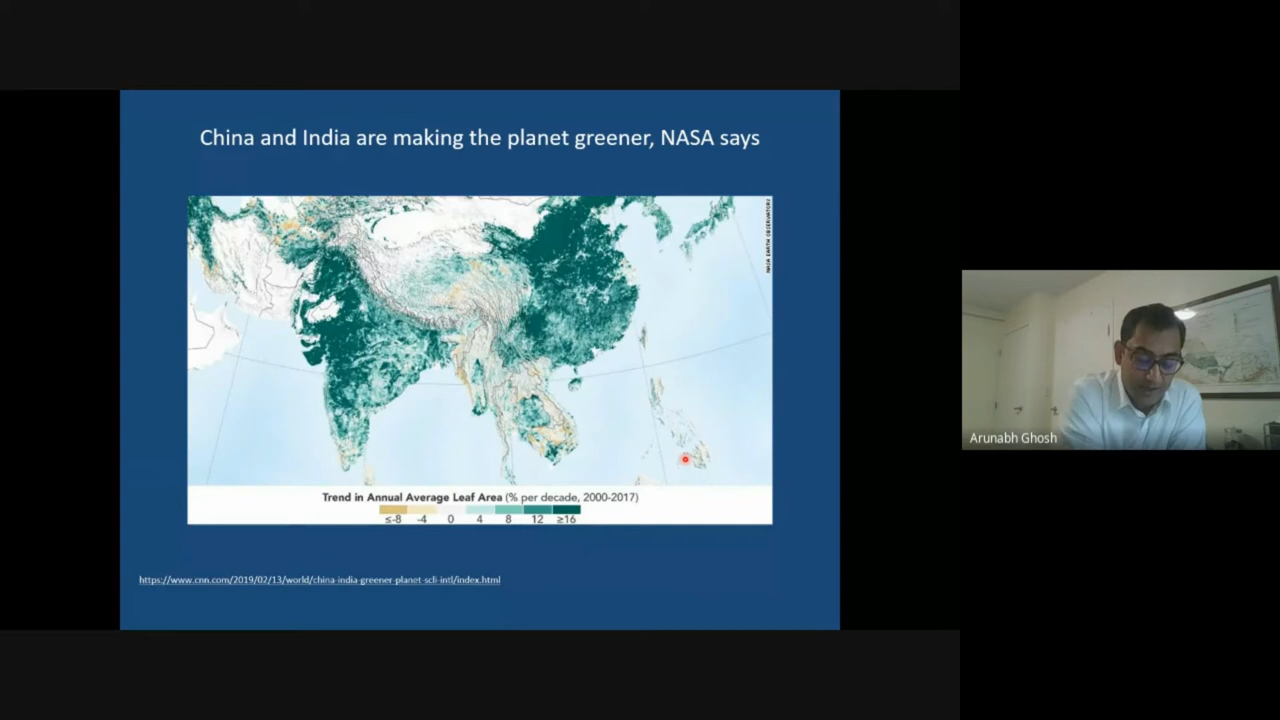 China and India are making the planet greener, NASA says
NASA EARTH OBSERVATORY
Trend in Annual Average Leaf Area (% per decade, 2000-2017)
≤-8 -4 0 4 8 12 ≥16
https://www.cnn.com/2019/02/13/world/china-india-greener-planet-scli-intl/index.html
Arunabh Ghosh